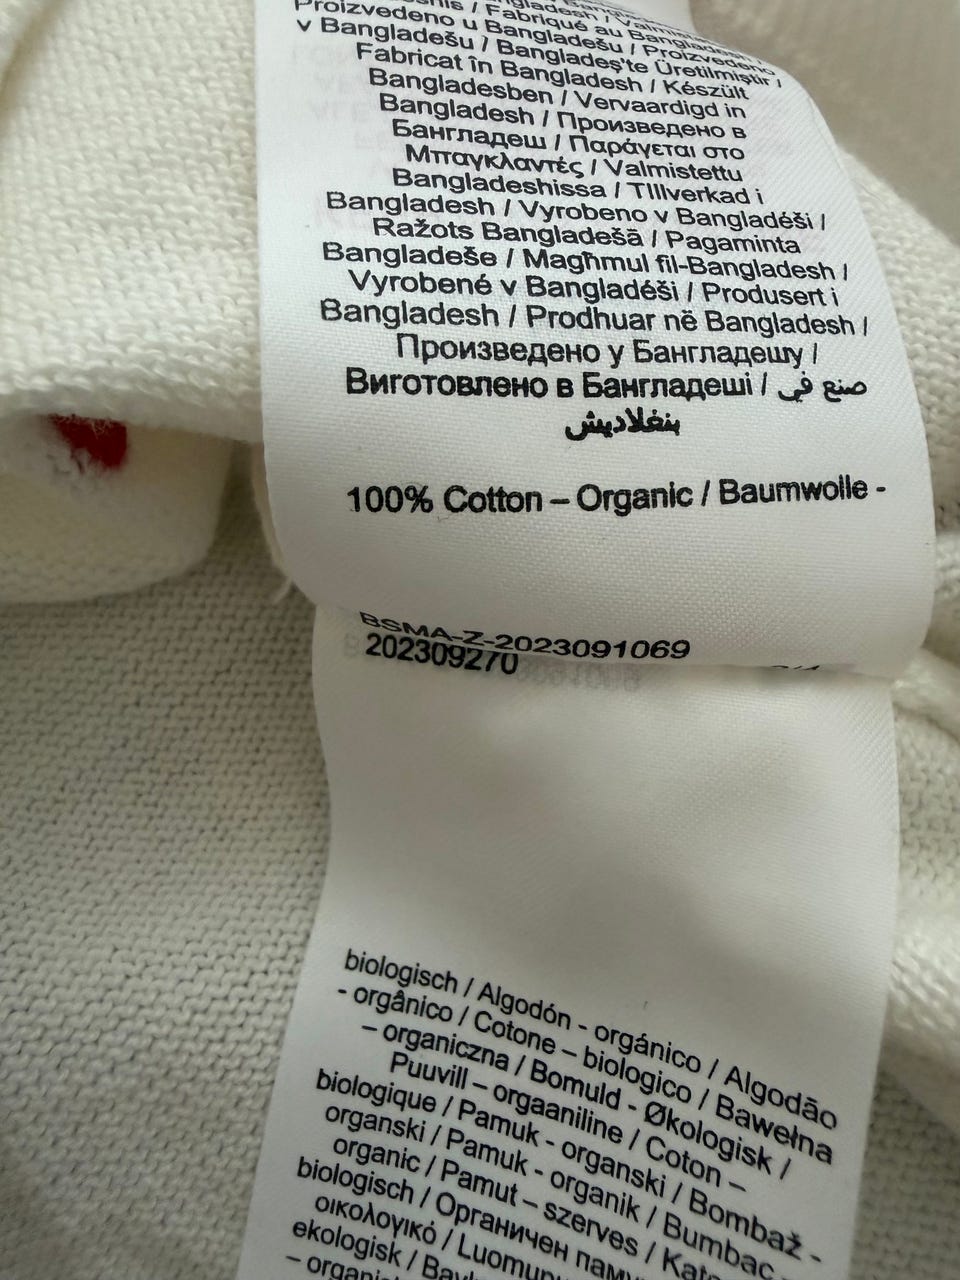 Fabriqué au Bangladesh /
Proizvedeno u Bangladešu / Proizvedeno
v Bangladešu / Bangladeş'te Üretilmiştir /
Fabricat în Bangladesh / Készült
Bangladesben / Vervaardigd in
Bangladesh / Произведено в
Бангладеш / Παράγεται στο
Μπαγκλαντές / Valmistettu
Bangladeshissa / TIllverkad i
Bangladesh / Vyrobeno v Bangladéši /
Ražots Bangladešā / Pagaminta
Bangladeše / Magħmul fil-Bangladesh /
Vyrobené v Bangladéši / Produsert i
Bangladesh / Prodhuar në Bangladesh /
Произведено у Бангладешу /
Виготовлено в Бангладеші / صنع في
بنغلاديش
100% Cotton – Organic / Baumwolle -
BSMA-Z-2023091069
202309270
biologisch / Algodón - orgánico / Algodão
- orgânico / Cotone – biologico / Bawełna
– organiczna / Bomuld - Økologisk /
Puuvill – orgaaniline / Coton –
biologique / Pamuk - organski / Bombaž -
organski / Pamuk - organik / Bumbac
organic / Pamut – szerves /
biologisch / Органичен
οικολογικό / Luomu
ekologisk /